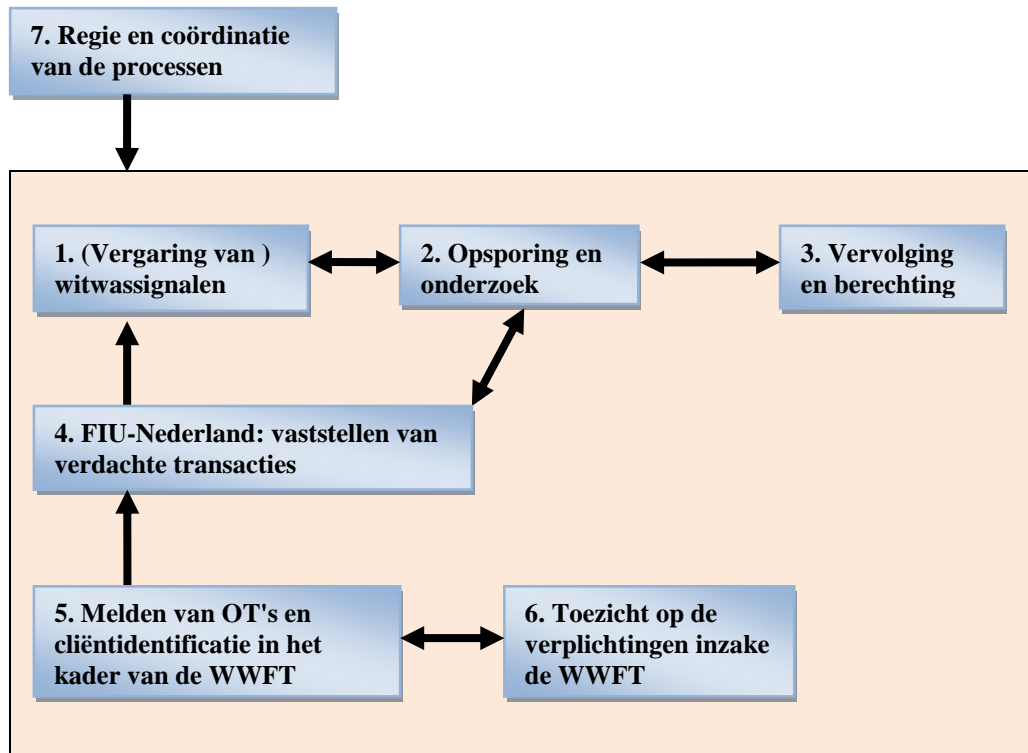 7. Regie en coördinatie
van de processen
1. (Vergaring van )
witwassignalen
2. Opsporing en
onderzoek
3. Vervolging
en berechting
4. FIU-Nederland: vaststellen van
verdachte transacties
5. Melden van OT's en
cliëntidentificatie in het
kader van de WWFT
6. Toezicht op de
verplichtingen inzake
de WWFT